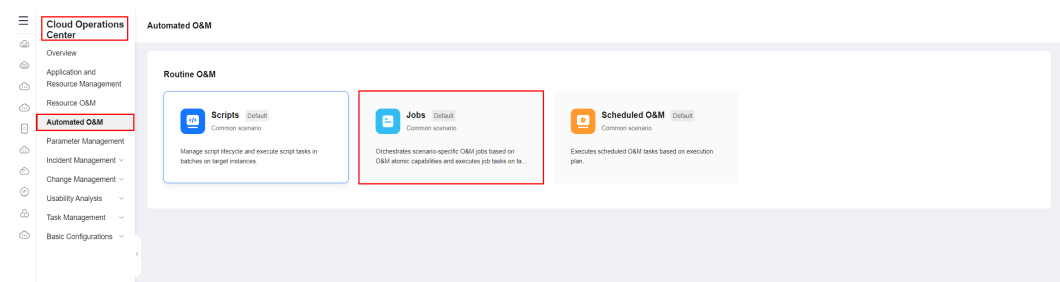 Cloud Operations
Center
Overview
Application and
Resource Management
Resource O&M
Automated O&M
Parameter Management
Incident Management
Change Management
Usability Analysis
Task Management
Basic Configurations
Automated O&M
Routine O&M
Scripts Default
Common scenario
Manage script lifecycle and execute script tasks in
batches on target instances.
Jobs Default
Common scenario
Orchestrates scenario-specific O&M jobs based on
O&M atomic capabilities and executes job tasks on ta...
Scheduled O&M Default
Common scenario
Executes scheduled O&M tasks based on execution
plan.